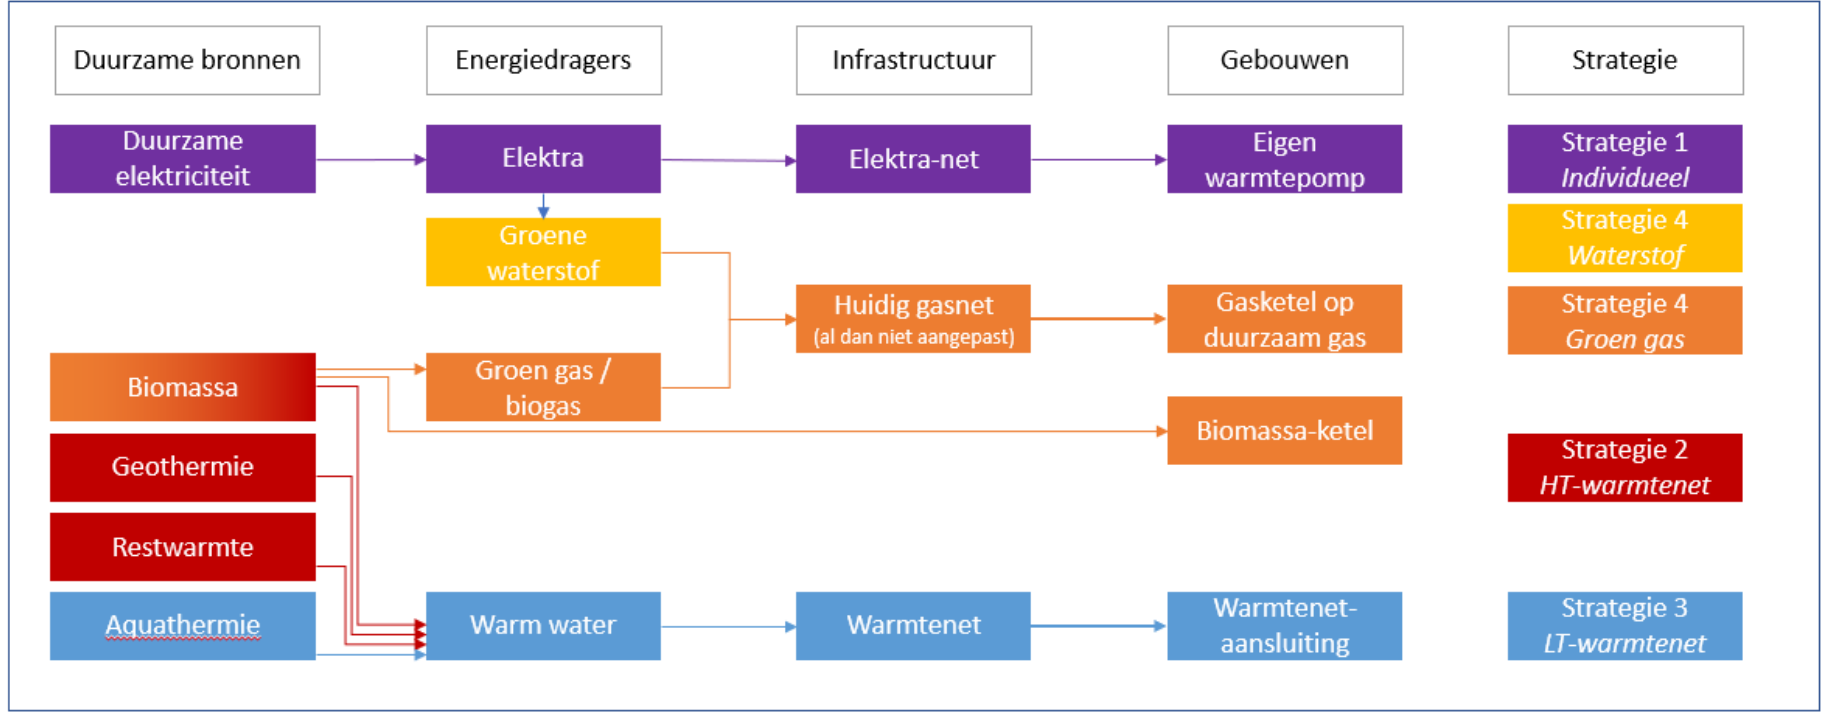 Duurzame bronnen
Energiedragers
Infrastructuur
Gebouwen
Strategie
Duurzame
elektriciteit
Elektra
Elektra-net
Eigen
warmtepomp
Strategie 1
Individueel
Groene
waterstof
Strategie 4
Waterstof
Huidig gasnet
(al dan niet aangepast)
Gasketel op
duurzaam gas
Strategie 4
Groen gas
Biomassa
Groen gas /
biogas
Biomassa-ketel
Geothermie
Strategie 2
HT-warmtenet
Restwarmte
Aquathermie
Warm water
Warmtenet
Warmtenet-
aansluiting
Strategie 3
LT-warmtenet